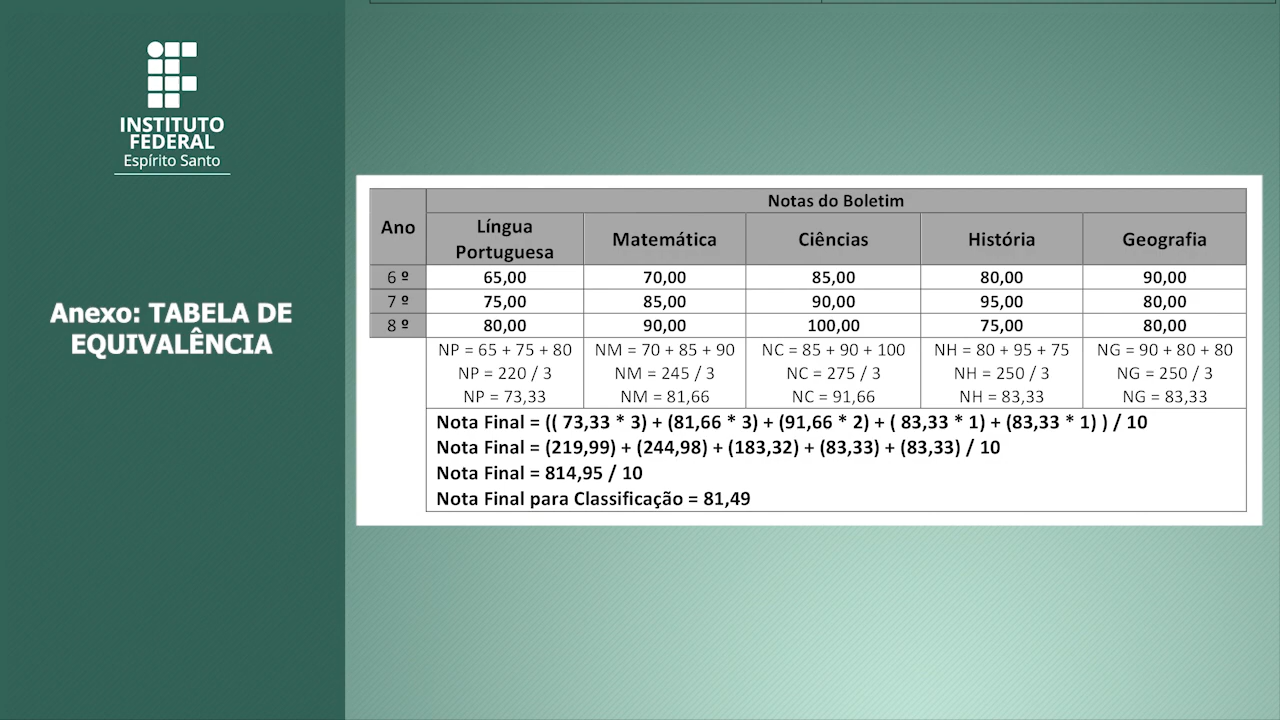 INSTITUTO
FEDERAL
Espírito Santo
Anexo: TABELA DE
EQUIVALÊNCIA
Notas do Boletim
Ano Língua Portuguesa Matemática Ciências História Geografia
6 º 65,00 70,00 85,00 80,00 90,00
7 º 75,00 85,00 90,00 95,00 80,00
8 º 80,00 90,00 100,00 75,00 80,00
NP = 65 + 75 + 80 NM = 70 + 85 + 90 NC = 85 + 90 + 100 NH = 80 + 95 + 75 NG = 90 + 80 + 80
NP = 220 / 3 NM = 245 / 3 NC = 275 / 3 NH = 250 / 3 NG = 250 / 3
NP = 73,33 NM = 81,66 NC = 91,66 NH = 83,33 NG = 83,33
Nota Final = (( 73,33 * 3) + (81,66 * 3) + (91,66 * 2) + ( 83,33 * 1) + (83,33 * 1) ) / 10
Nota Final = (219,99) + (244,98) + (183,32) + (83,33) + (83,33) / 10
Nota Final = 814,95 / 10
Nota Final para Classificação = 81,49